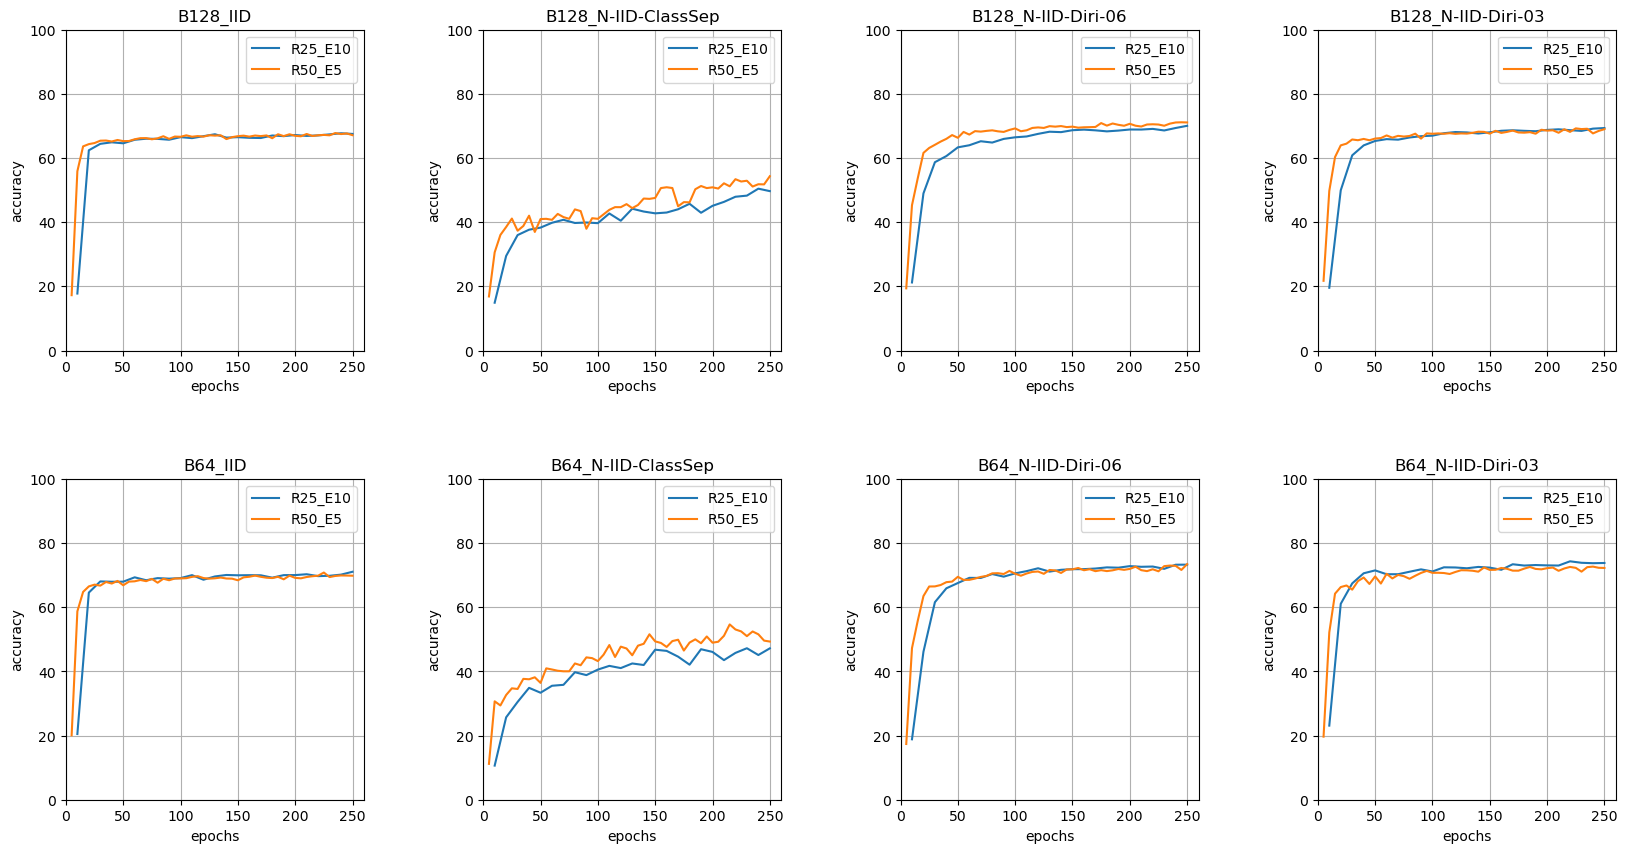 B128_IID
100
80
60
40
20
0
accuracy
0 50 100 150 200 250
epochs
R25_E10
R50_E5
B128_N-IID-ClassSep
100
80
60
40
20
0
accuracy
0 50 100 150 200 250
epochs
R25_E10
R50_E5
B128_N-IID-Diri-06
100
80
60
40
20
0
accuracy
0 50 100 150 200 250
epochs
R25_E10
R50_E5
B128_N-IID-Diri-03
100
80
60
40
20
0
accuracy
0 50 100 150 200 250
epochs
R25_E10
R50_E5
B64_IID
100
80
60
40
20
0
accuracy
0 50 100 150 200 250
epochs
R25_E10
R50_E5
B64_N-IID-ClassSep
100
80
60
40
20
0
accuracy
0 50 100 150 200 250
epochs
R25_E10
R50_E5
B64_N-IID-Diri-06
100
80
60
40
20
0
accuracy
0 50 100 150 200 250
epochs
R25_E10
R50_E5
B64_N-IID-Diri-03
100
80
60
40
20
0
accuracy
0 50 100 150 200 250
epochs
R25_E10
R50_E5